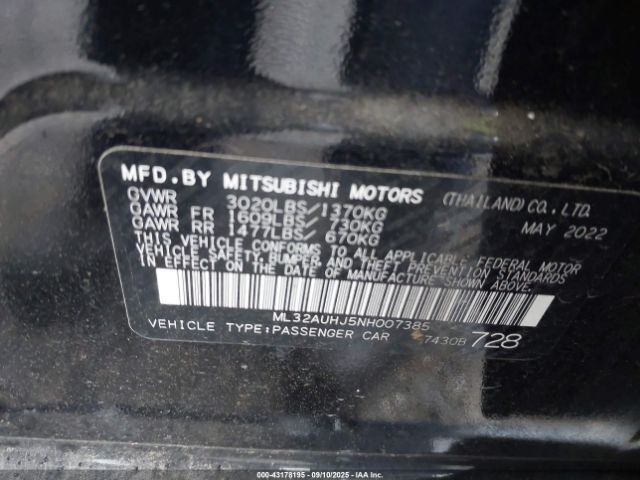 MFD.BY MITSUBISHI MOTORS (THAILAND) CO., LTD.
GVWR 3020LBS/1370KG MAY 2022
GAWR FR 1609LBS/ 730KG
GAWR RR 1477LBS/ 670KG
THIS VEHICLE CONFORMS TO ALL APPLICABLE FEDERAL MOTOR
VEHICLE SAFETY, BUMPER, AND THEFT PREVENTION STANDARDS
IN EFFECT ON THE DATE OF MANUFACTURE SHOWN ABOVE.
ML32AUHJ5NH007385
VEHICLE TYPE:PASSENGER CAR 7430B 728
000-43178195 - 09/10/2025 - COPYRIGHT IAA